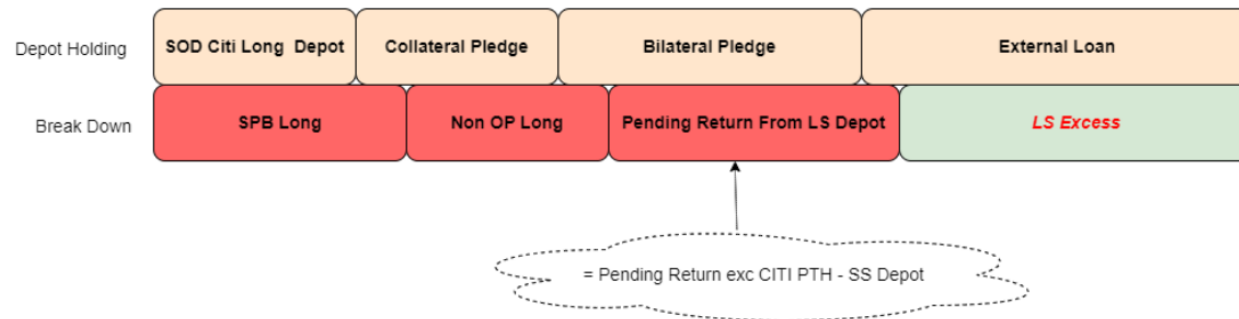 Depot Holding
SOD Citi Long Depot
Collateral Pledge
Bilateral Pledge
External Loan
Break Down
SPB Long
Non OP Long
Pending Return From LS Depot
LS Excess
= Pending Return exc CITI PTH - SS Depot